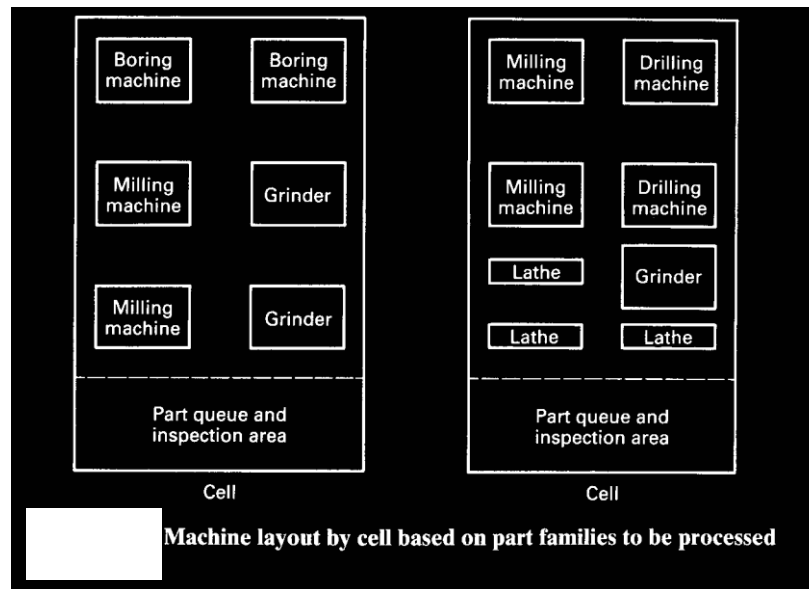 Boring
machine
Boring
machine
Milling
machine
Grinder
Milling
machine
Grinder
Part queue and
inspection area
Cell
Milling
machine
Drilling
machine
Milling
machine
Drilling
machine
Lathe
Grinder
Lathe
Lathe
Part queue and
inspection area
Cell
Machine layout by cell based on part families to be processed